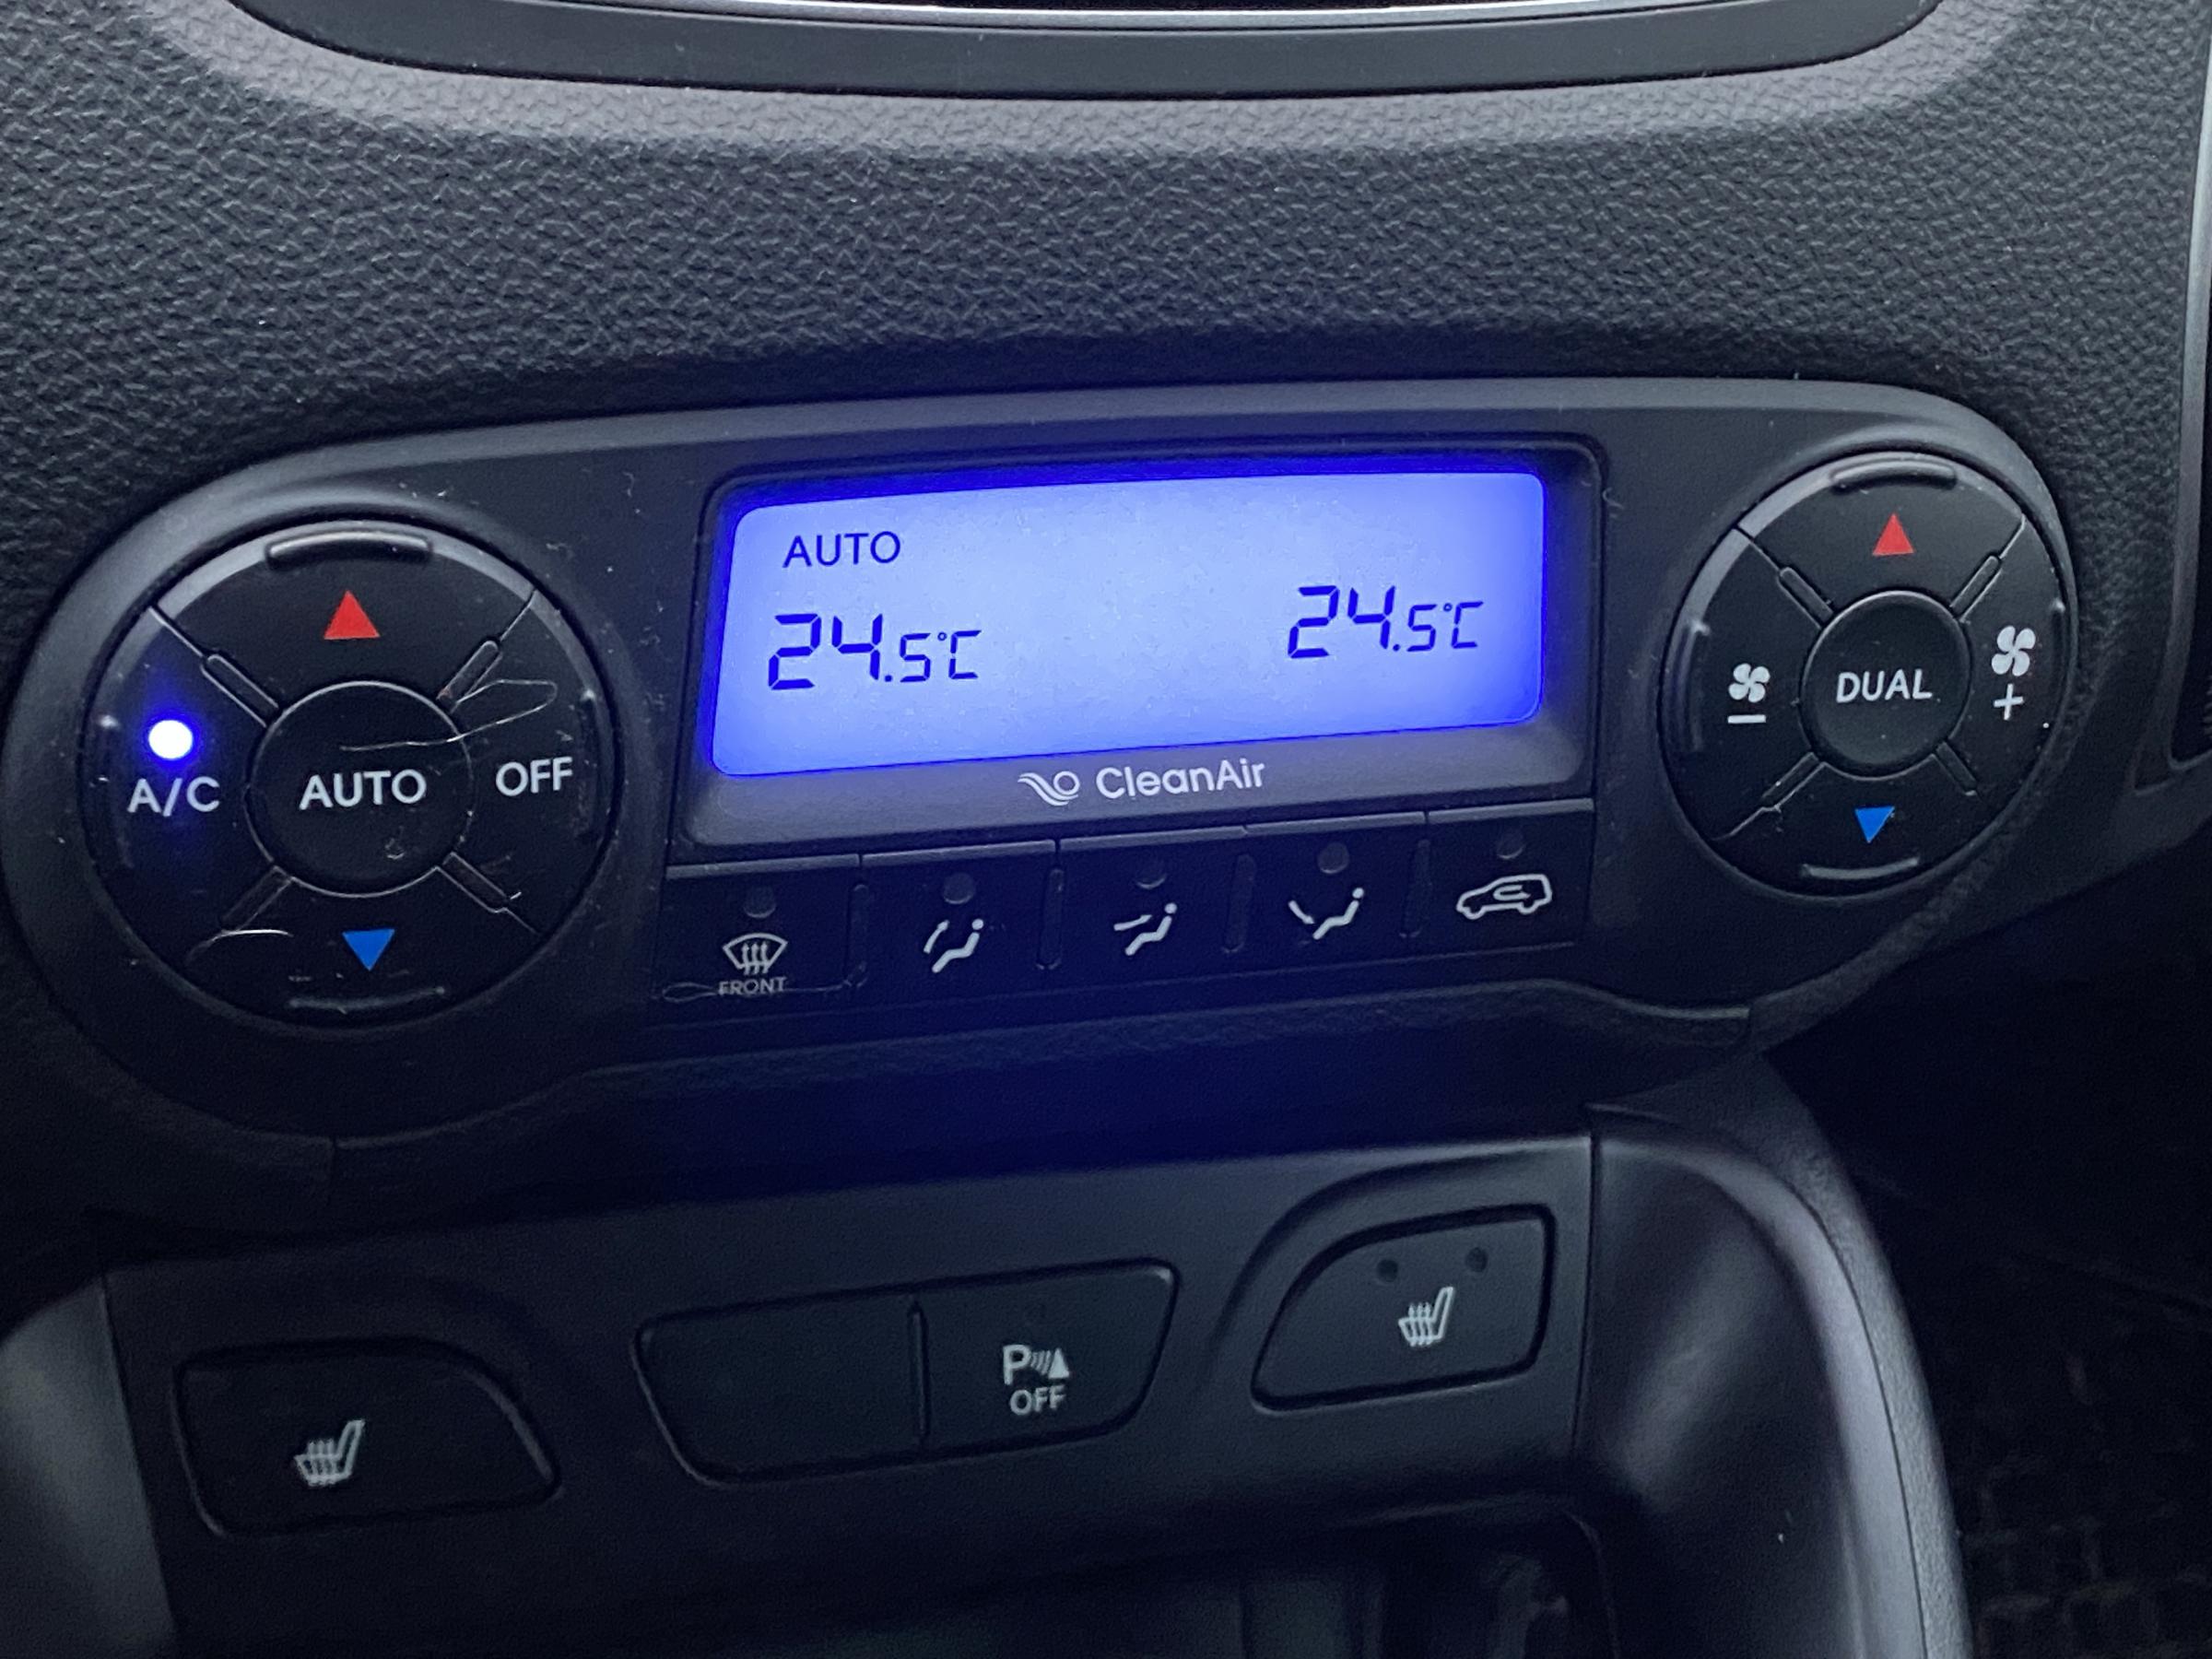 AUTO
24.5°C 24.5°C
CleanAir
A/C AUTO OFF
DUAL
FRONT
P
OFF